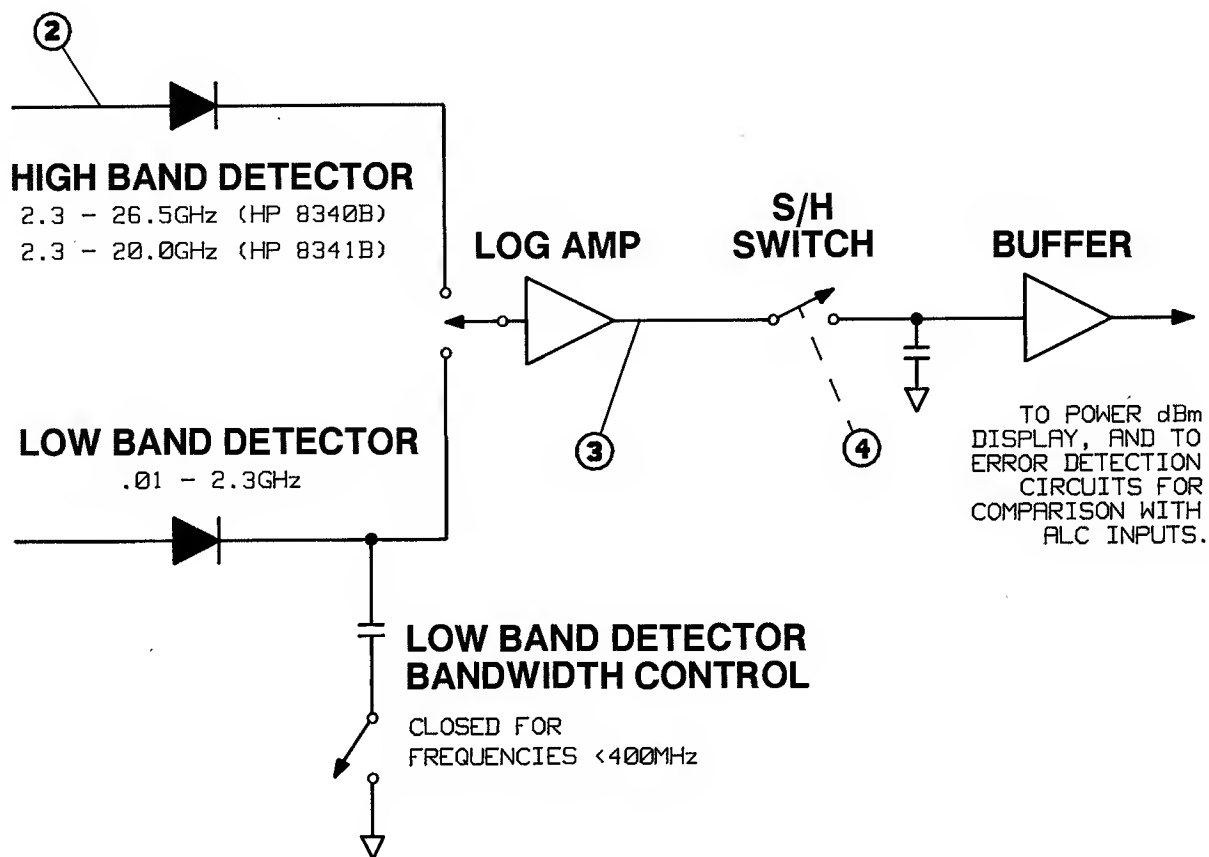 2
HIGH BAND DETECTOR
2.3 - 26.5GHz (HP 8340B)
2.3 - 20.0GHz (HP 8341B)
LOG AMP
S/H
SWITCH
BUFFER
3
4
TO POWER dBm
DISPLAY, AND TO
ERROR DETECTION
CIRCUITS FOR
COMPARISON WITH
ALC INPUTS.
LOW BAND DETECTOR
.01 - 2.3GHz
LOW BAND DETECTOR
BANDWIDTH CONTROL
CLOSED FOR
FREQUENCIES <400MHz